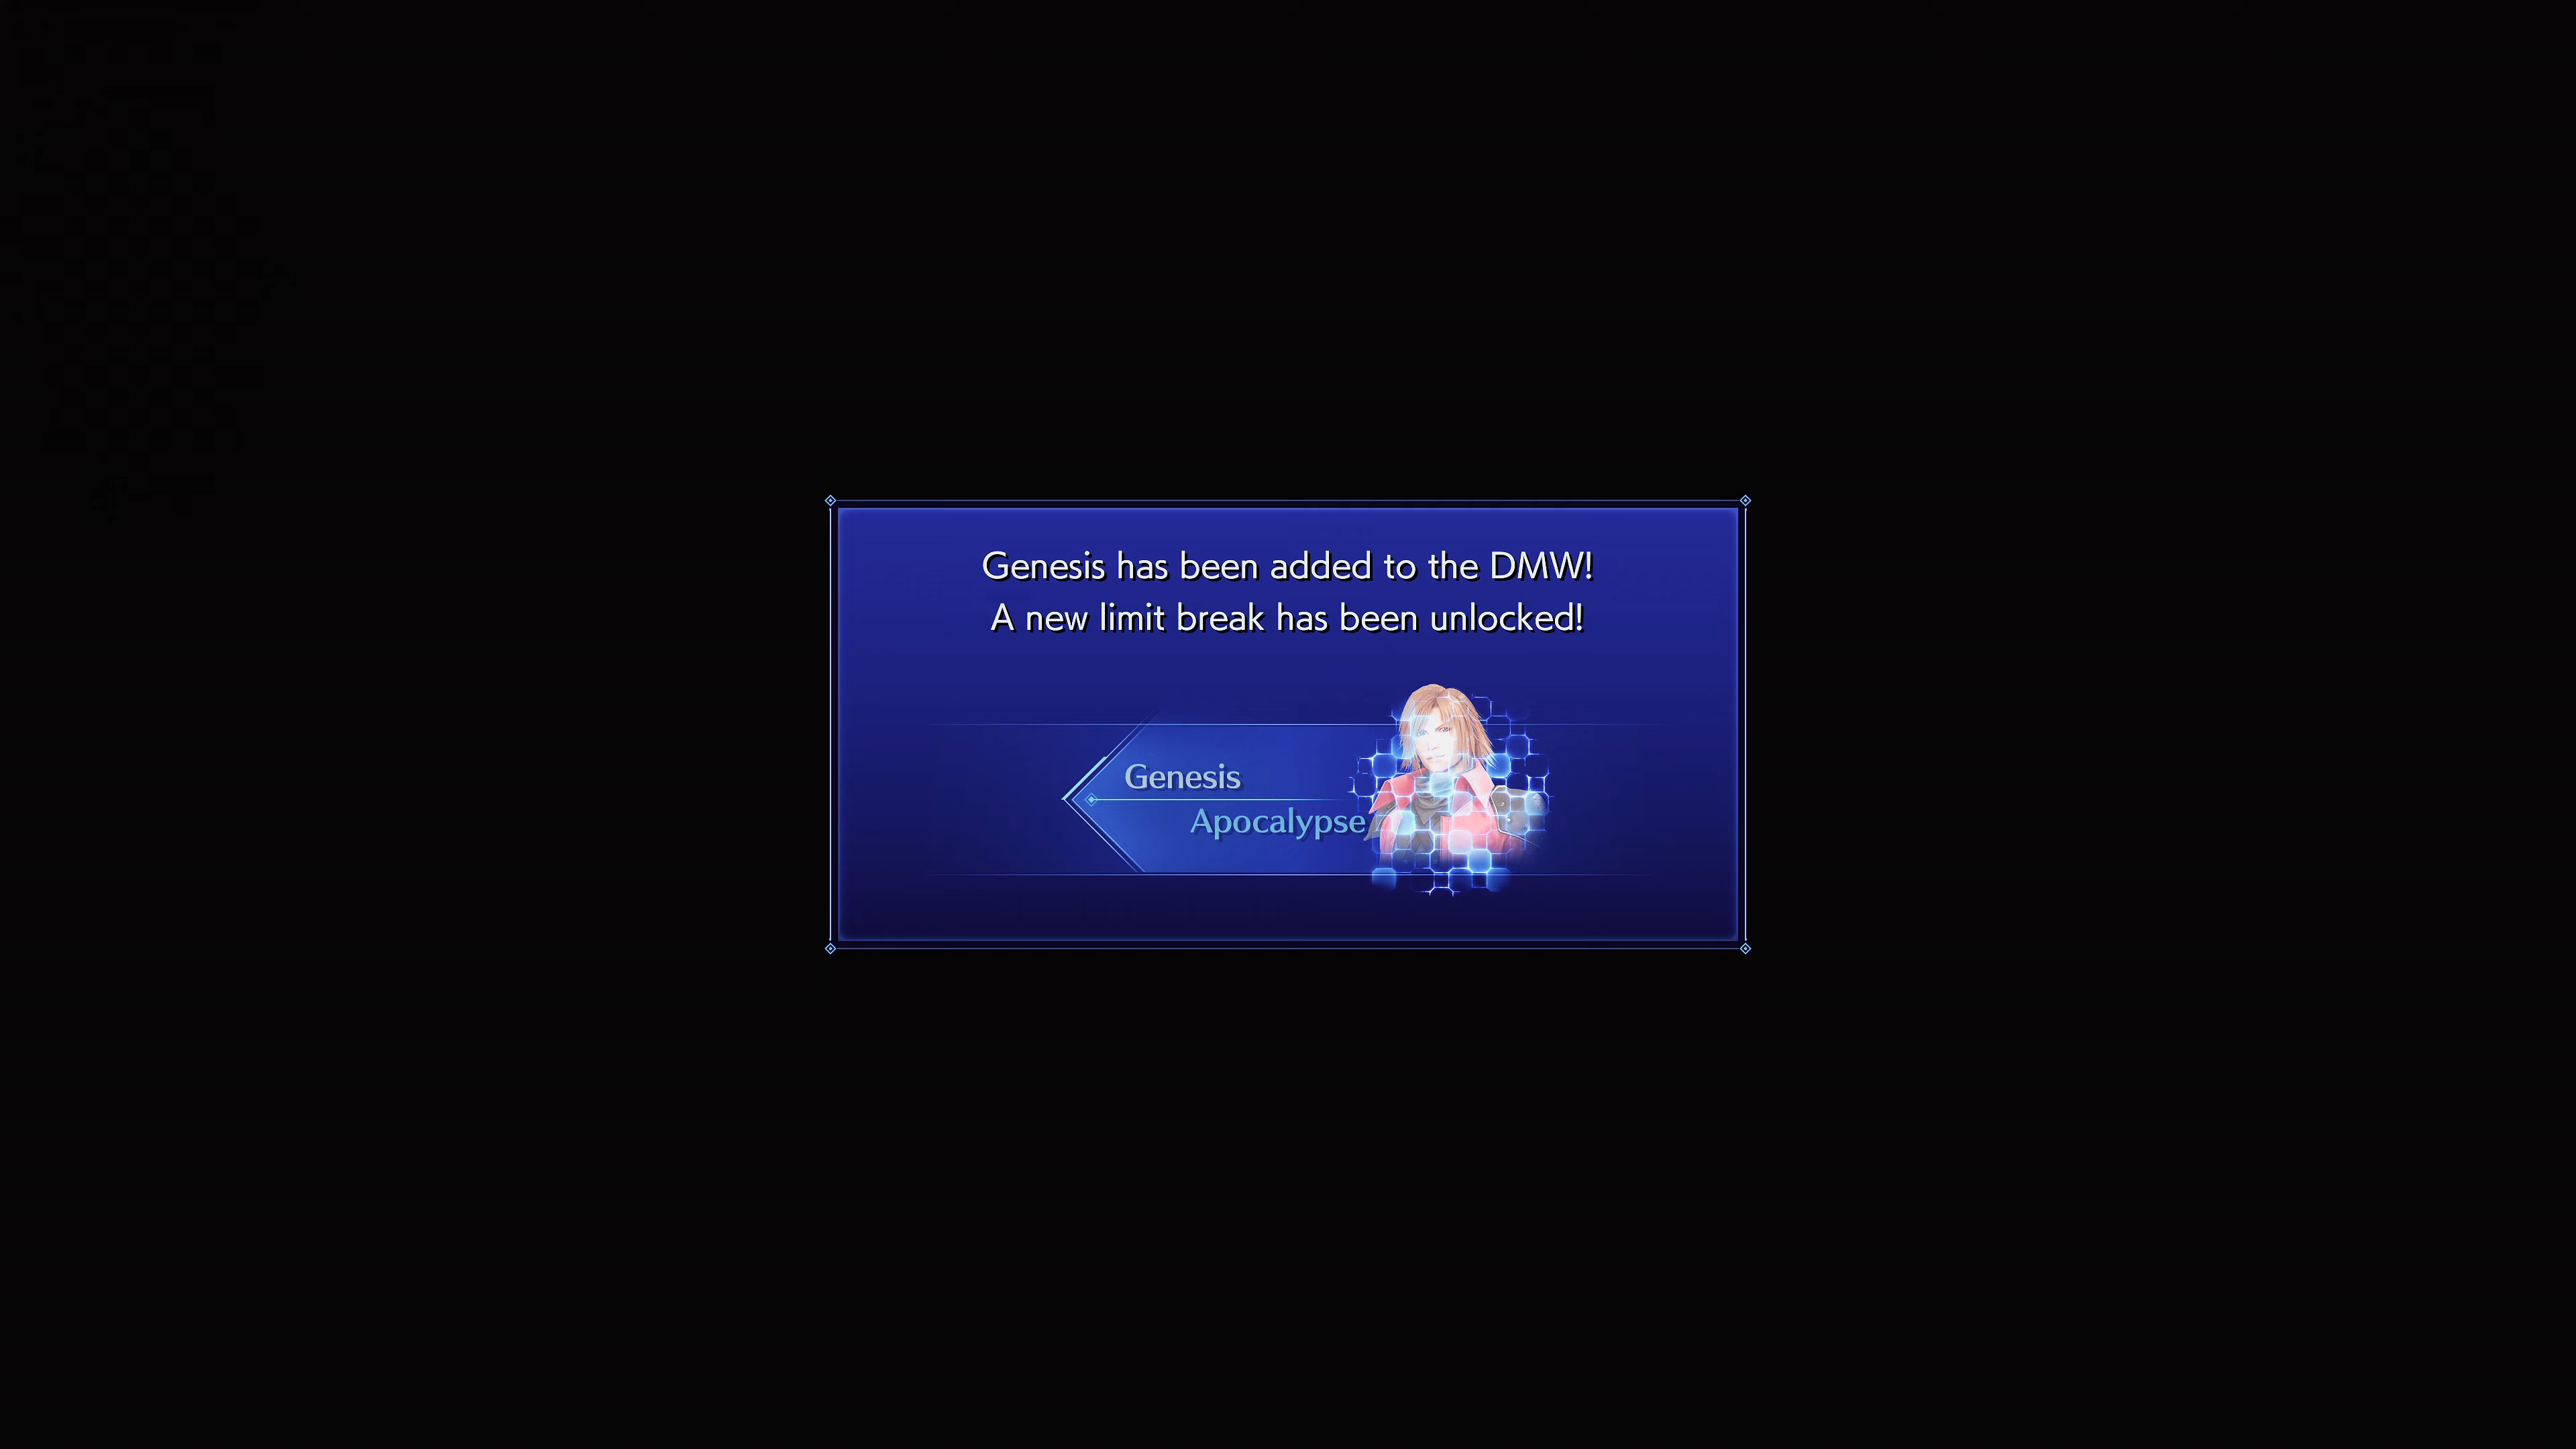 Genesis has been added to the DMW!
A new limit break has been unlocked!
Genesis
Apocalypse